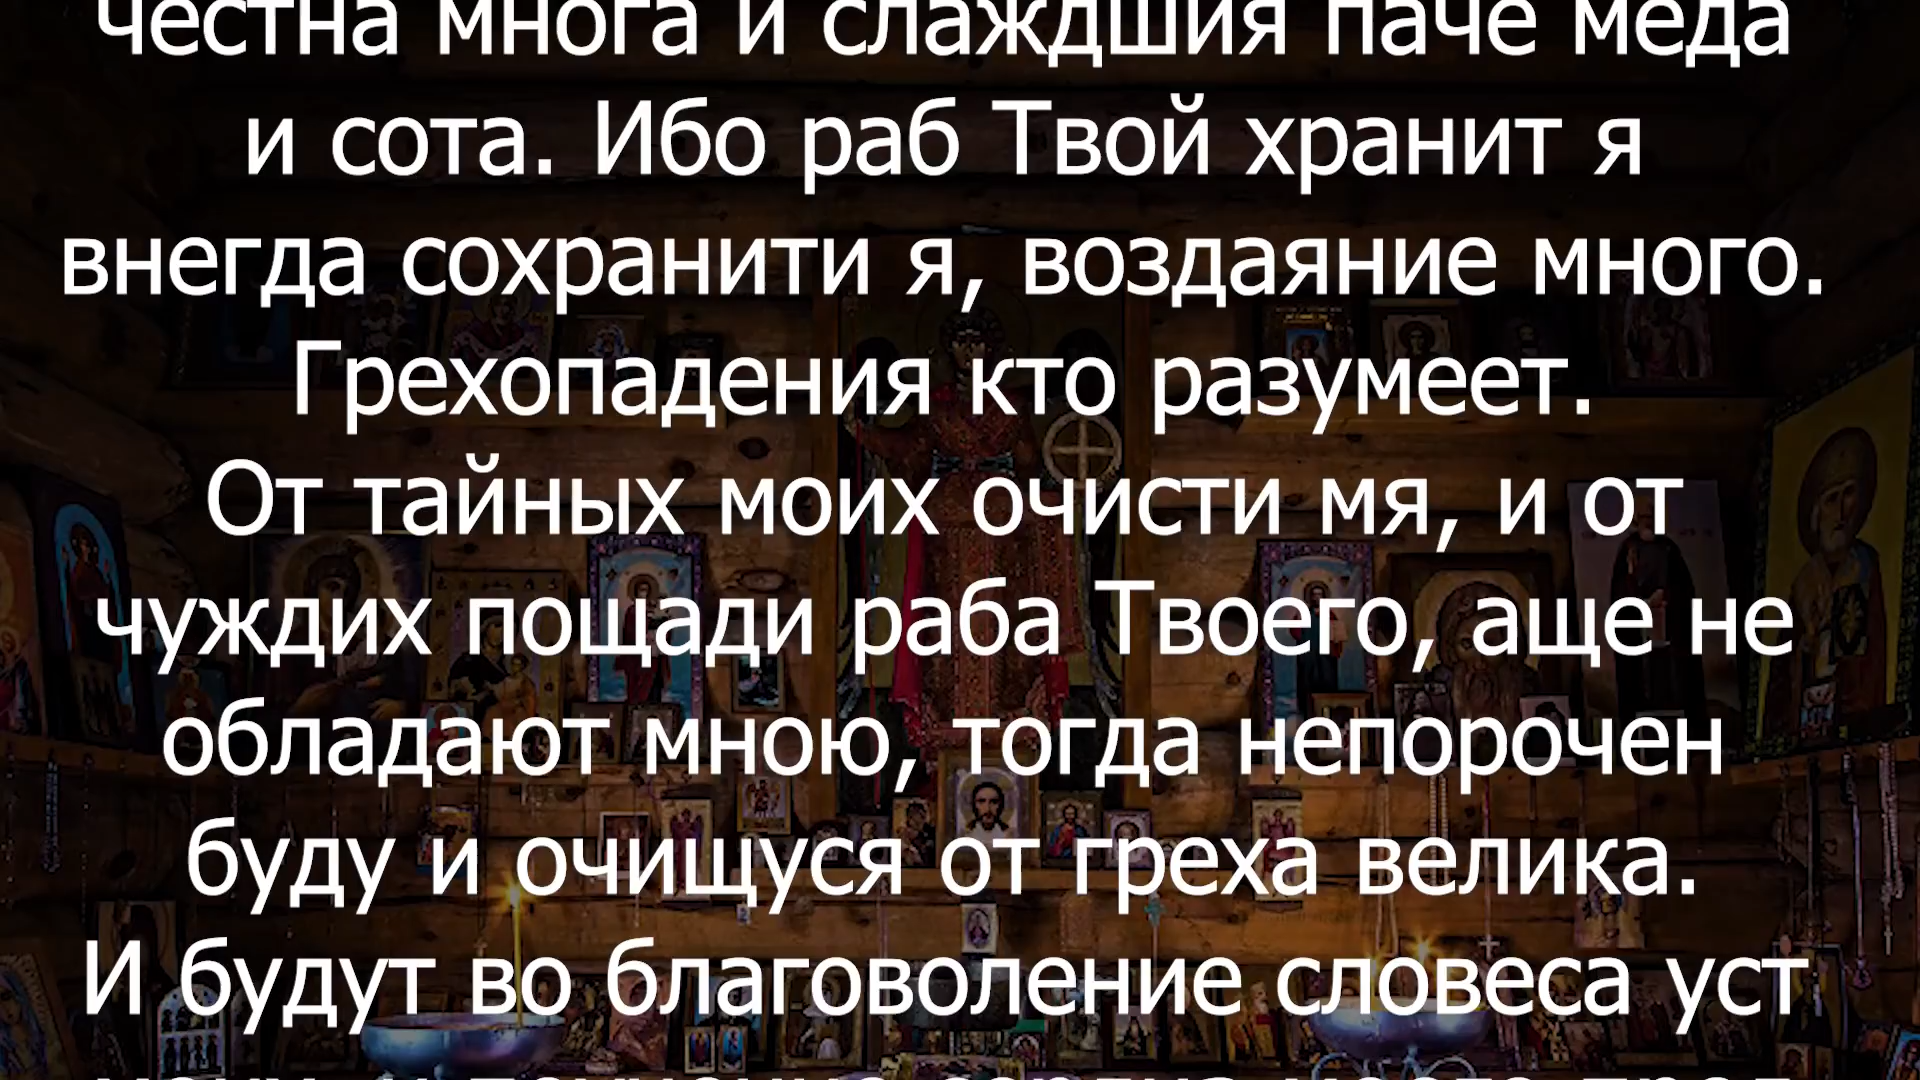 честна многа и слаждшия паче меда
и сота. Ибо раб Твой хранит я
внегда сохранити я, воздаяние много.
Грехопадения кто разумеет.
От тайных моих очисти мя, и от
чуждих пощади раба Твоего, аще не
обладают мною, тогда непорочен
буду и очищуся от греха велика.
И будут во благоволение словеса уст